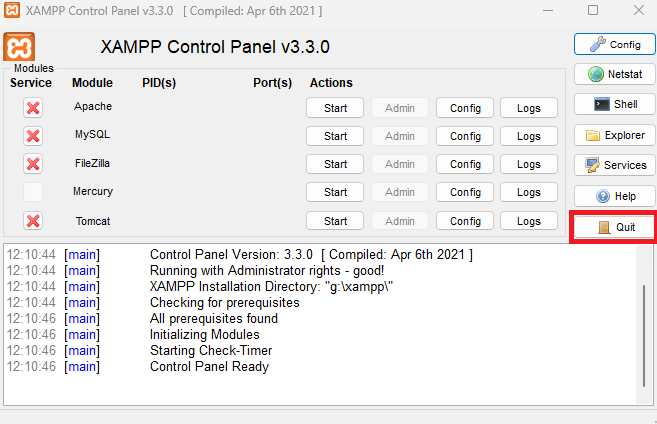 XAMPP Control Panel v3.3.0 [ Compiled: Apr 6th 2021 ]
XAMPP Control Panel v3.3.0
Config
Modules
Service Module PID(s) Port(s) Actions
Netstat
Apache Start Admin Config Logs
Shell
MySQL Start Admin Config Logs
Explorer
FileZilla Start Admin Config Logs
Services
Mercury Start Admin Config Logs
Help
Tomcat Start Admin Config Logs
Quit
12:10:44 [main] Control Panel Version: 3.3.0 [ Compiled: Apr 6th 2021 ]
12:10:44 [main] Running with Administrator rights - good!
12:10:44 [main] XAMPP Installation Directory: "g:\xampp\"
12:10:44 [main] Checking for prerequisites
12:10:46 [main] All prerequisites found
12:10:46 [main] Initializing Modules
12:10:46 [main] Starting Check-Timer
12:10:46 [main] Control Panel Ready